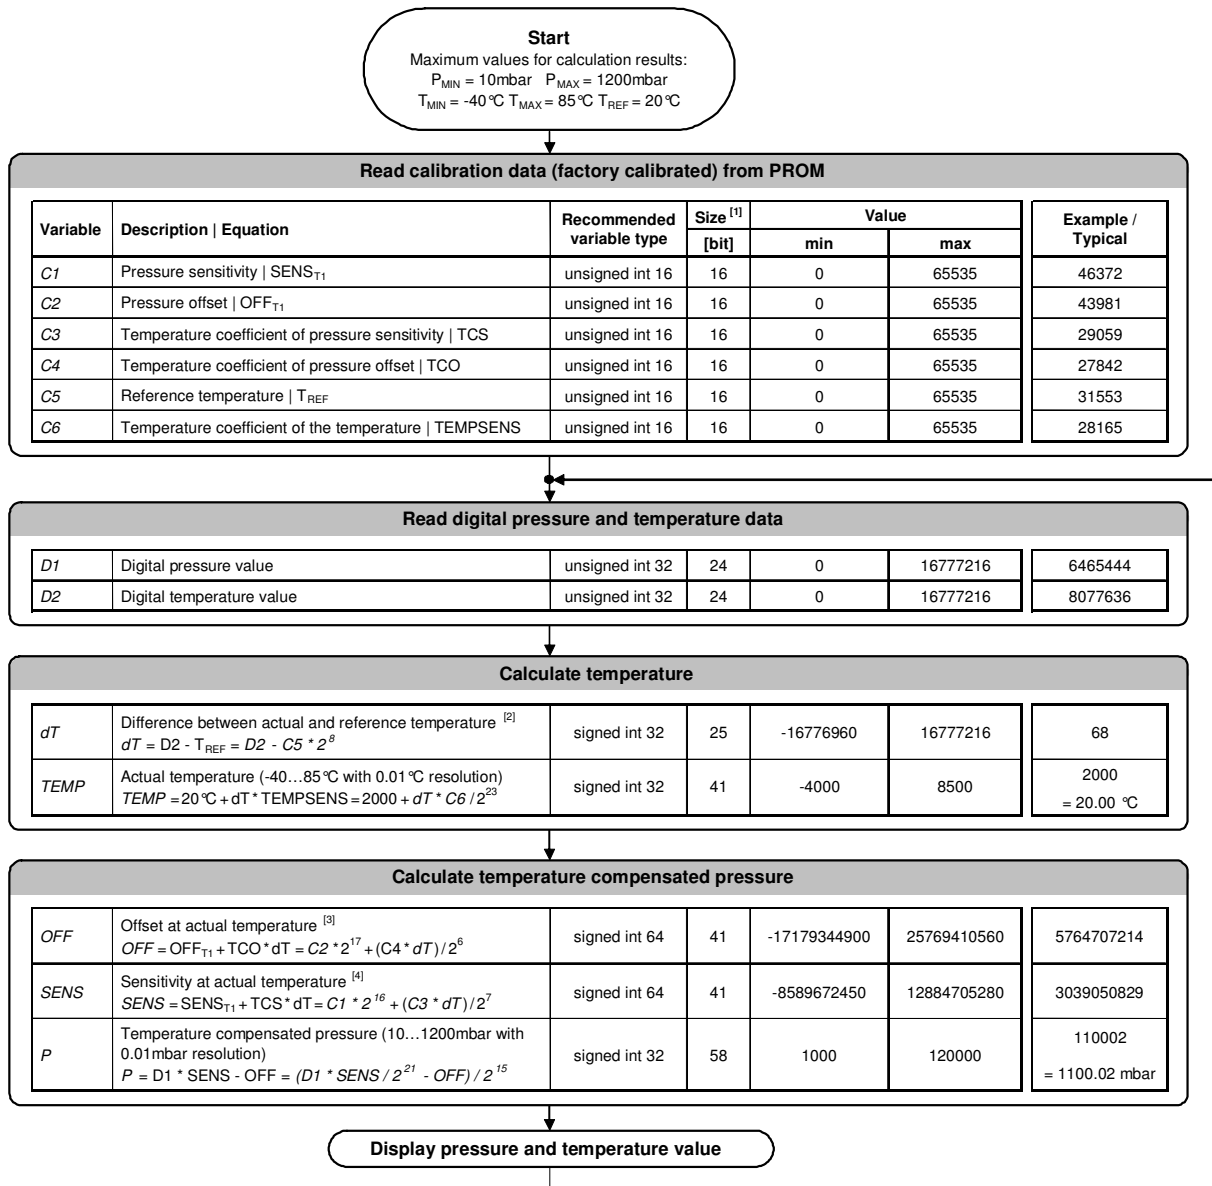 Start
Maximum values for calculation results:
PMIN = 10mbar PMAX = 1200mbar
TMIN = -40°C TMAX = 85°C TREF = 20°C
Read calibration data (factory calibrated) from PROM
Variable Description | Equation Recommended variable type Size [1] [bit] Value min max Example / Typical
C1 Pressure sensitivity | SENST1 unsigned int 16 16 0 65535 46372
C2 Pressure offset | OFFT1 unsigned int 16 16 0 65535 43981
C3 Temperature coefficient of pressure sensitivity | TCS unsigned int 16 16 0 65535 29059
C4 Temperature coefficient of pressure offset | TCO unsigned int 16 16 0 65535 27842
C5 Reference temperature | TREF unsigned int 16 16 0 65535 31553
C6 Temperature coefficient of the temperature | TEMPSENS unsigned int 16 16 0 65535 28165
Read digital pressure and temperature data
D1 Digital pressure value unsigned int 32 24 0 16777216 6465444
D2 Digital temperature value unsigned int 32 24 0 16777216 8077636
Calculate temperature
Difference between actual and reference temperature [2]
dT signed int 32 25 -16776960 16777216 68
dT = D2 - TREF = D2 - C5 * 2^8
Actual temperature (-40…85°C with 0.01°C resolution) 2000
TEMP signed int 32 41 -4000 8500
TEMP = 20°C + dT * TEMPSENS = 2000 + dT * C6 / 2^23 = 20.00 °C
Calculate temperature compensated pressure
Offset at actual temperature [3]
OFF signed int 64 41 -17179344900 25769410560 5764707214
OFF = OFFT1 + TCO * dT = C2 * 2^17 + (C4 * dT) / 2^6
Sensitivity at actual temperature [4]
SENS signed int 64 41 -8589672450 12884705280 3039050829
SENS = SENST1 + TCS * dT = C1 * 2^16 + (C3 * dT) / 2^7
Temperature compensated pressure (10…1200mbar with 110002
0.01mbar resolution)
P signed int 32 58 1000 120000
P = D1 * SENS - OFF = (D1 * SENS / 2^21 - OFF) / 2^15 = 1100.02 mbar
Display pressure and temperature value